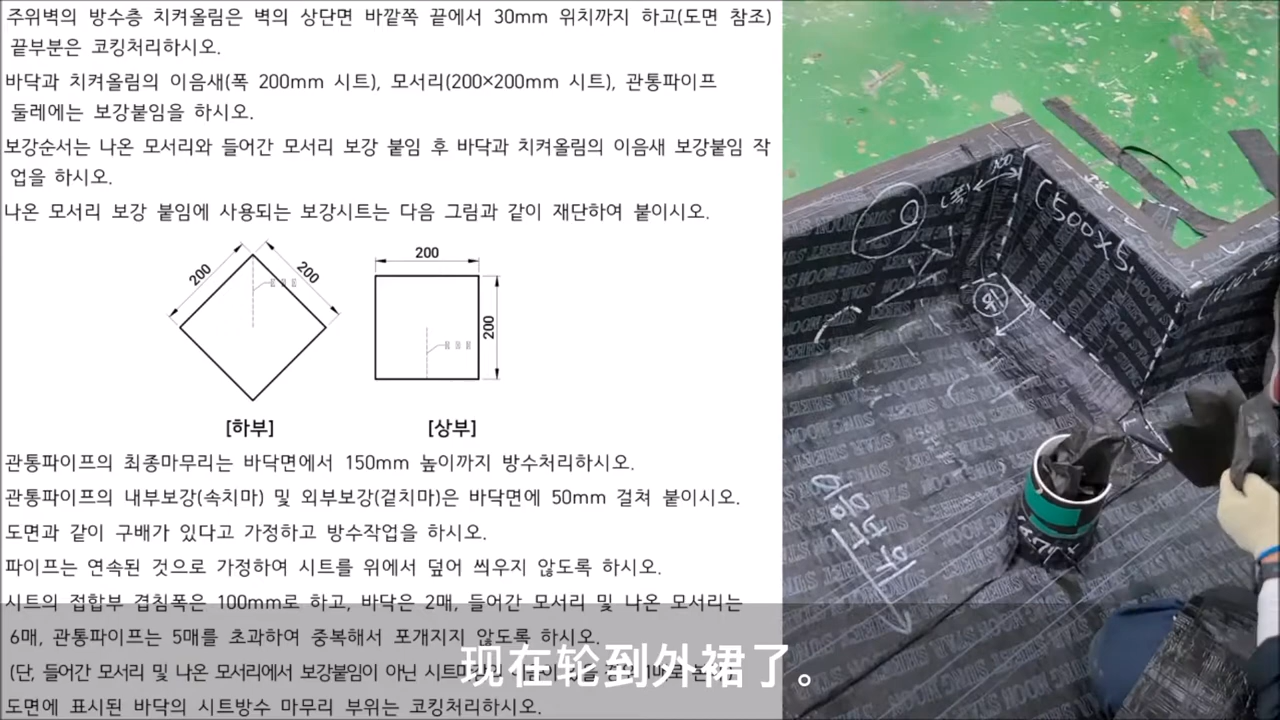 주위벽의 방수층 치켜올림은 벽의 상단면 바깥쪽 끝에서 30mm 위치까지 하고(도면 참조)
끝부분은 코킹처리하시오.
바닥과 치켜올림의 이음새(폭 200mm 시트), 모서리(200×200mm 시트), 관통파이프
둘레에는 보강붙임을 하시오.
보강순서는 나온 모서리와 들어간 모서리 보강 붙임 후 바닥과 치켜올림의 이음새 보강붙임 작
업을 하시오.
나온 모서리 보강 붙임에 사용되는 보강시트는 다음 그림과 같이 재단하여 붙이시오.
200
200
200
200
[하부]
[상부]
관통파이프의 최종마무리는 바닥면에서 150mm 높이까지 방수처리하시오.
관통파이프의 내부보강(속치마) 및 외부보강(겉치마)은 바닥면에 50mm 걸쳐 붙이시오.
도면과 같이 구배가 있다고 가정하고 방수작업을 하시오.
파이프는 연속된 것으로 가정하여 시트를 위에서 덮어 씌우지 않도록 하시오.
시트의 접합부 겹침폭은 100mm로 하고, 바닥은 2매, 들어간 모서리 및 나온 모서리는
6매, 관통파이프는 5매를 초과하여 중복해서 포개지지 않도록 하시오.
(단, 들어간 모서리 및 나온 모서리에서 보강붙임이 아닌 시트
现在轮到外裙了。
도면에 표시된 바닥의 시트방수 마무리 부위는 코킹처리하시오.
(500×5
100
STAR SHEET
SUNG MOON